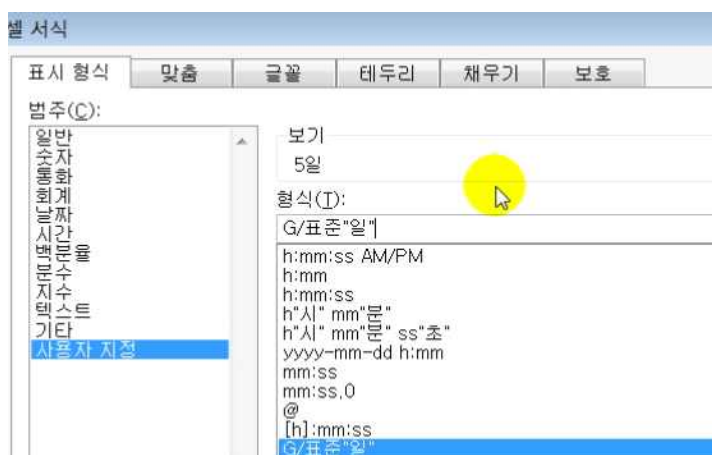 셀 서식
표시 형식 맞춤 글꼴 테두리 채우기 보호
범주(C):
일반
숫자
통화
회계
날짜
시간
백분율
분수
지수
텍스트
기타
사용자 지정
보기
5일
형식(T):
G/표준"일"
h:mm:ss AM/PM
h:mm
h:mm:ss
h"시" mm"분"
h"시" mm"분" ss"초"
yyyy-mm-dd h:mm
mm:ss
mm:ss.0
@
[h]:mm:ss
G/표준"일"